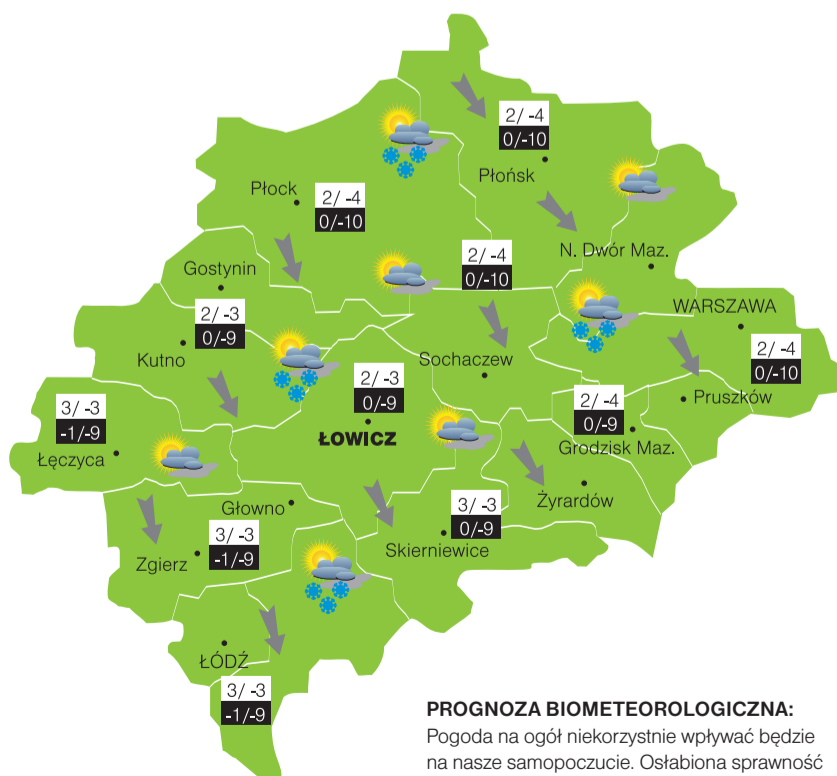 2/ -4
0/-10
Płońsk
Płock
2/ -4
0/-10
N. Dwór Maz.
2/ -4
0/-10
Gostynin
2/ -3
0/-9
Kutno
WARSZAWA
2/ -4
0/-10
Sochaczew
2/ -3
0/-9
ŁOWICZ
Pruszków
2/ -4
0/-9
Grodzisk Maz.
3/ -3
-1/-9
Łęczyca
Żyrardów
Głowno
3/ -3
0/-9
Skierniewice
3/ -3
-1/-9
Zgierz
ŁÓDŹ
3/ -3
-1/-9
PROGNOZA BIOMETEOROLOGICZNA:
Pogoda na ogół niekorzystnie wpływać będzie
na nasze samopoczucie. Osłabiona sprawność